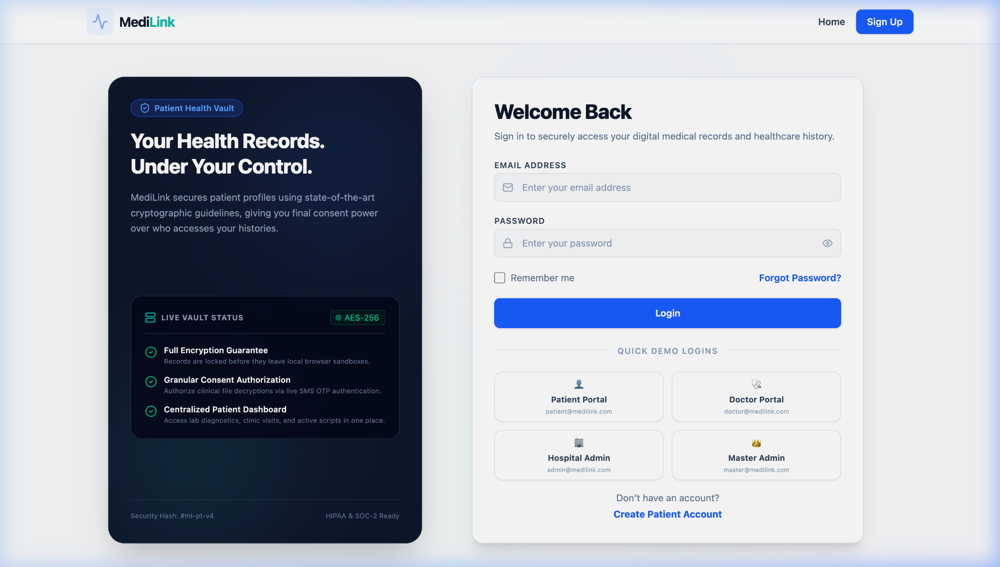 MediLink
Home
Sign Up
Patient Health Vault
Your Health Records.
Under Your Control.
MediLink secures patient profiles using state-of-the-art
cryptographic guidelines, giving you final consent power
over who accesses your histories.
LIVE VAULT STATUS
AES-256
Full Encryption Guarantee
Records are locked before they leave local browser sandboxes.
Granular Consent Authorization
Authorize clinical file decryptions via live SMS OTP authentication.
Centralized Patient Dashboard
Access lab diagnostics, clinic visits, and active scripts in one place.
Security Hash: #ml-pt-v4
HIPAA & SOC-2 Ready
Welcome Back
Sign in to securely access your digital medical records and healthcare history.
EMAIL ADDRESS
Enter your email address
PASSWORD
Enter your password
Remember me
Forgot Password?
Login
QUICK DEMO LOGINS
Patient Portal
patient@medilink.com
Doctor Portal
doctor@medilink.com
Hospital Admin
admin@medilink.com
Master Admin
master@medilink.com
Don't have an account?
Create Patient Account